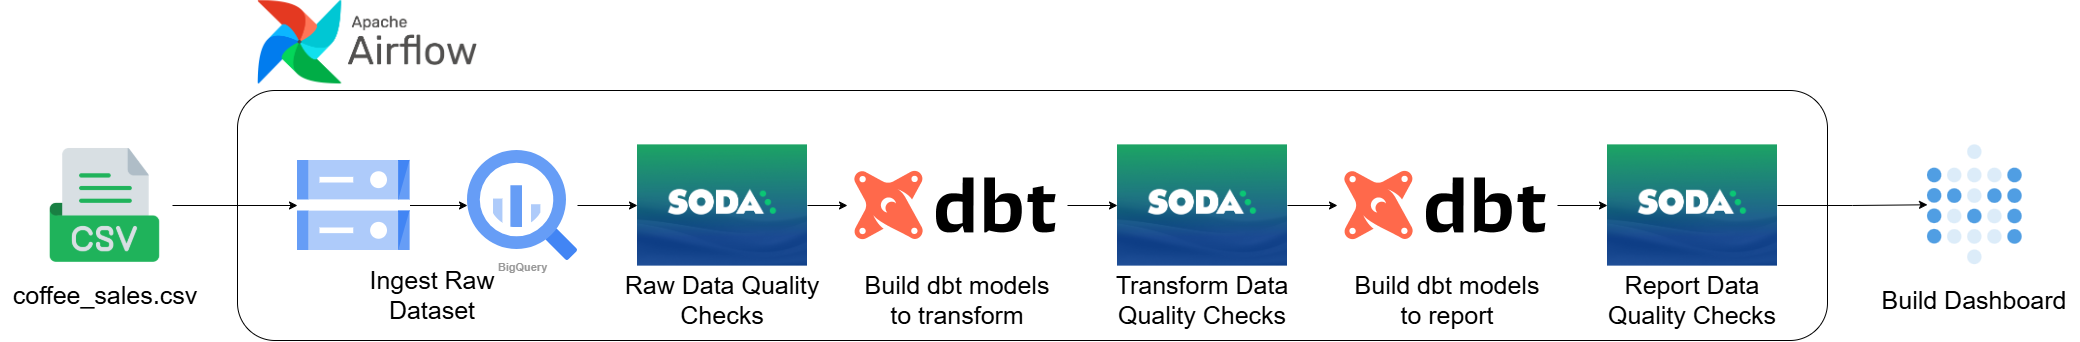 Apache
Airflow
CSV
coffee_sales.csv
BigQuery
Ingest Raw
Dataset
SODA
Raw Data Quality
Checks
dbt
Build dbt models
to transform
SODA
Transform Data
Quality Checks
dbt
Build dbt models
to report
SODA
Report Data
Quality Checks
Build Dashboard